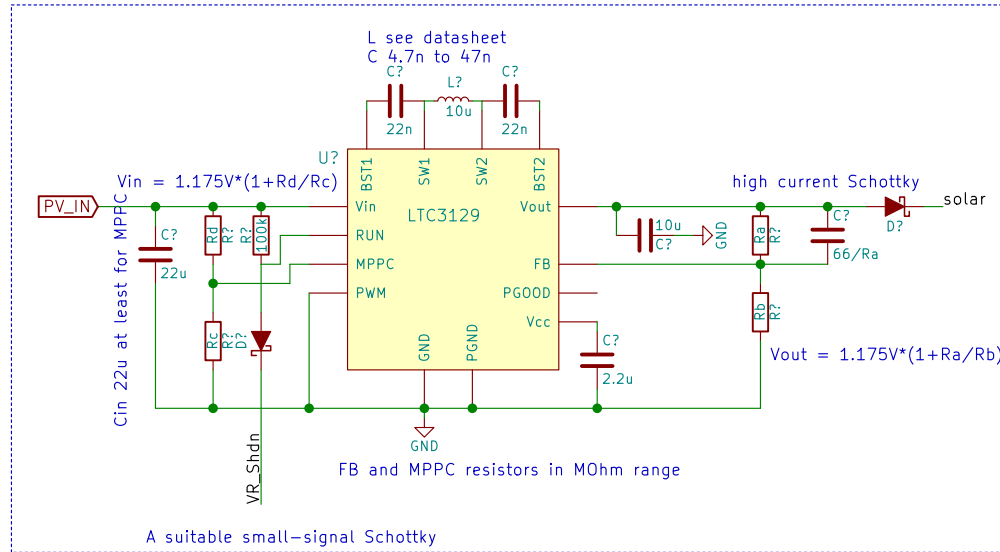 L see datasheet
C 4.7n to 47n
C?
22n
L?
10u
C?
22n
U?
BST1
SW1
SW2
BST2
LTC3129
Vin
RUN
MPPC
PWM
GND
PGND
Vout
FB
PGOOD
Vcc
Vin = 1.175V*(1+Rd/Rc)
PV_IN
Cin 22u at least for MPPC
C?
22u
Rd
R?
R?
100k
Rc
R?
D?
VR_Shdn
A suitable small-signal Schottky
GND
FB and MPPC resistors in MOhm range
C?
2.2u
10u
C?
GND
high current Schottky
Ra
R?
C?
66/Ra
D?
solar
Rb
R?
Vout = 1.175V*(1+Ra/Rb)